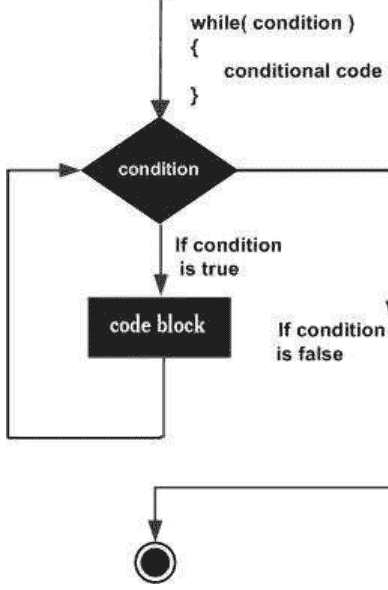 while( condition )
{
conditional code
}
condition
If condition
is true
code block
If condition
is false